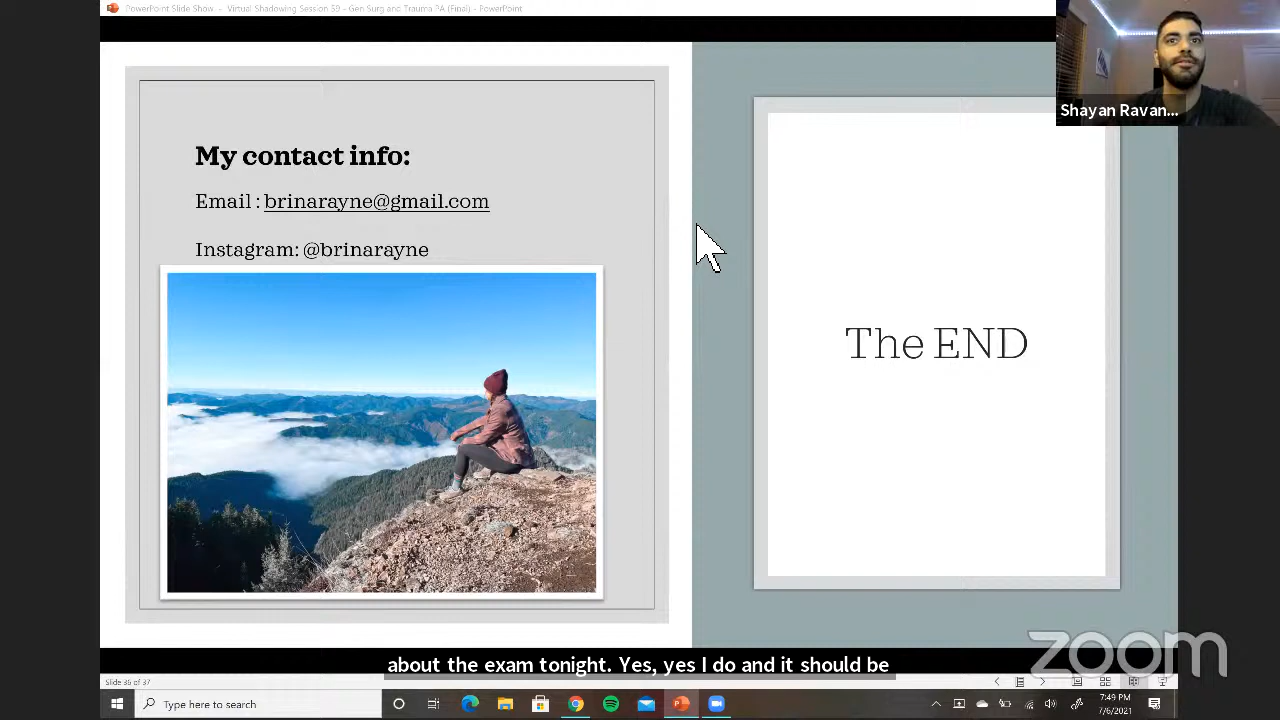 PowerPoint Slide Show - Virtual Shadowing Session 59 - Gen Surg and Trauma PA (Final) - PowerPoint
Shayan Ravan...
My contact info:
Email : brinarayne@gmail.com
Instagram: @brinarayne
The END
about the exam tonight. Yes, yes I do and it should be
zoom
Slide 36 of 37
Type here to search
7:49 PM
7/6/2021